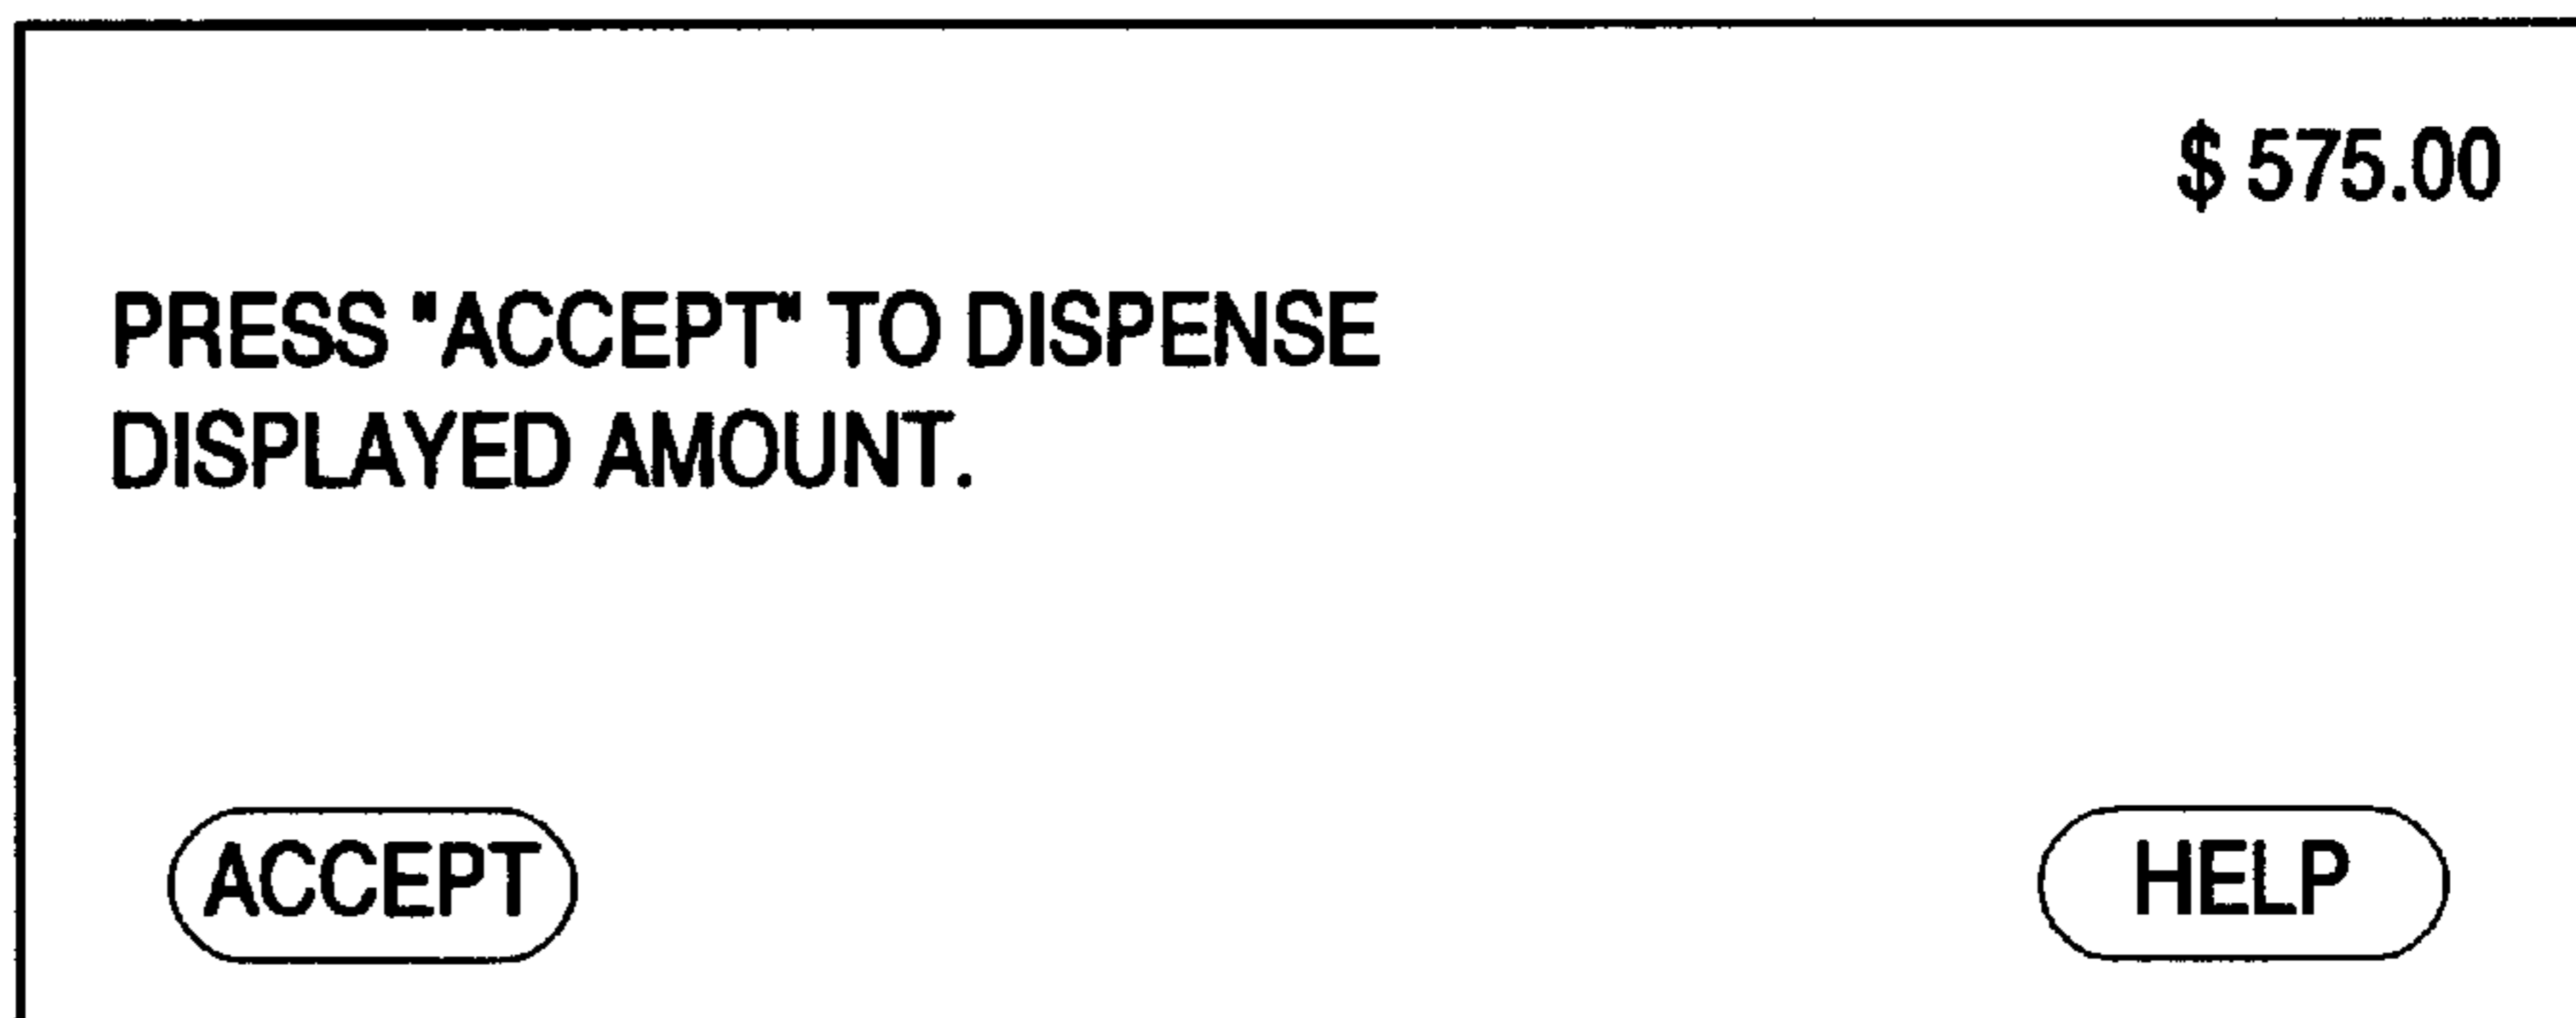 $ 575.00
PRESS "ACCEPT" TO DISPENSE
DISPLAYED AMOUNT.
ACCEPT
HELP